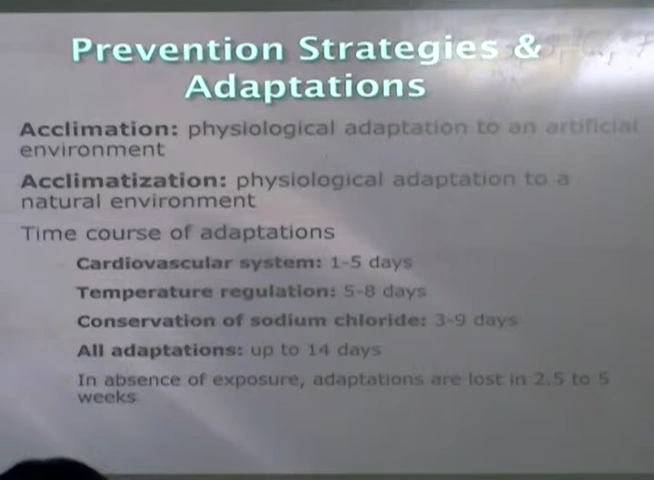 Prevention Strategies &
Adaptations
Acclimation: physiological adaptation to an artificial
environment
Acclimatization: physiological adaptation to a
natural environment
Time course of adaptations
Cardiovascular system: 1-5 days
Temperature regulation: 5-8 days
Conservation of sodium chloride: 3-9 days
All adaptations: up to 14 days
In absence of exposure, adaptations are lost in 2.5 to 5
weeks